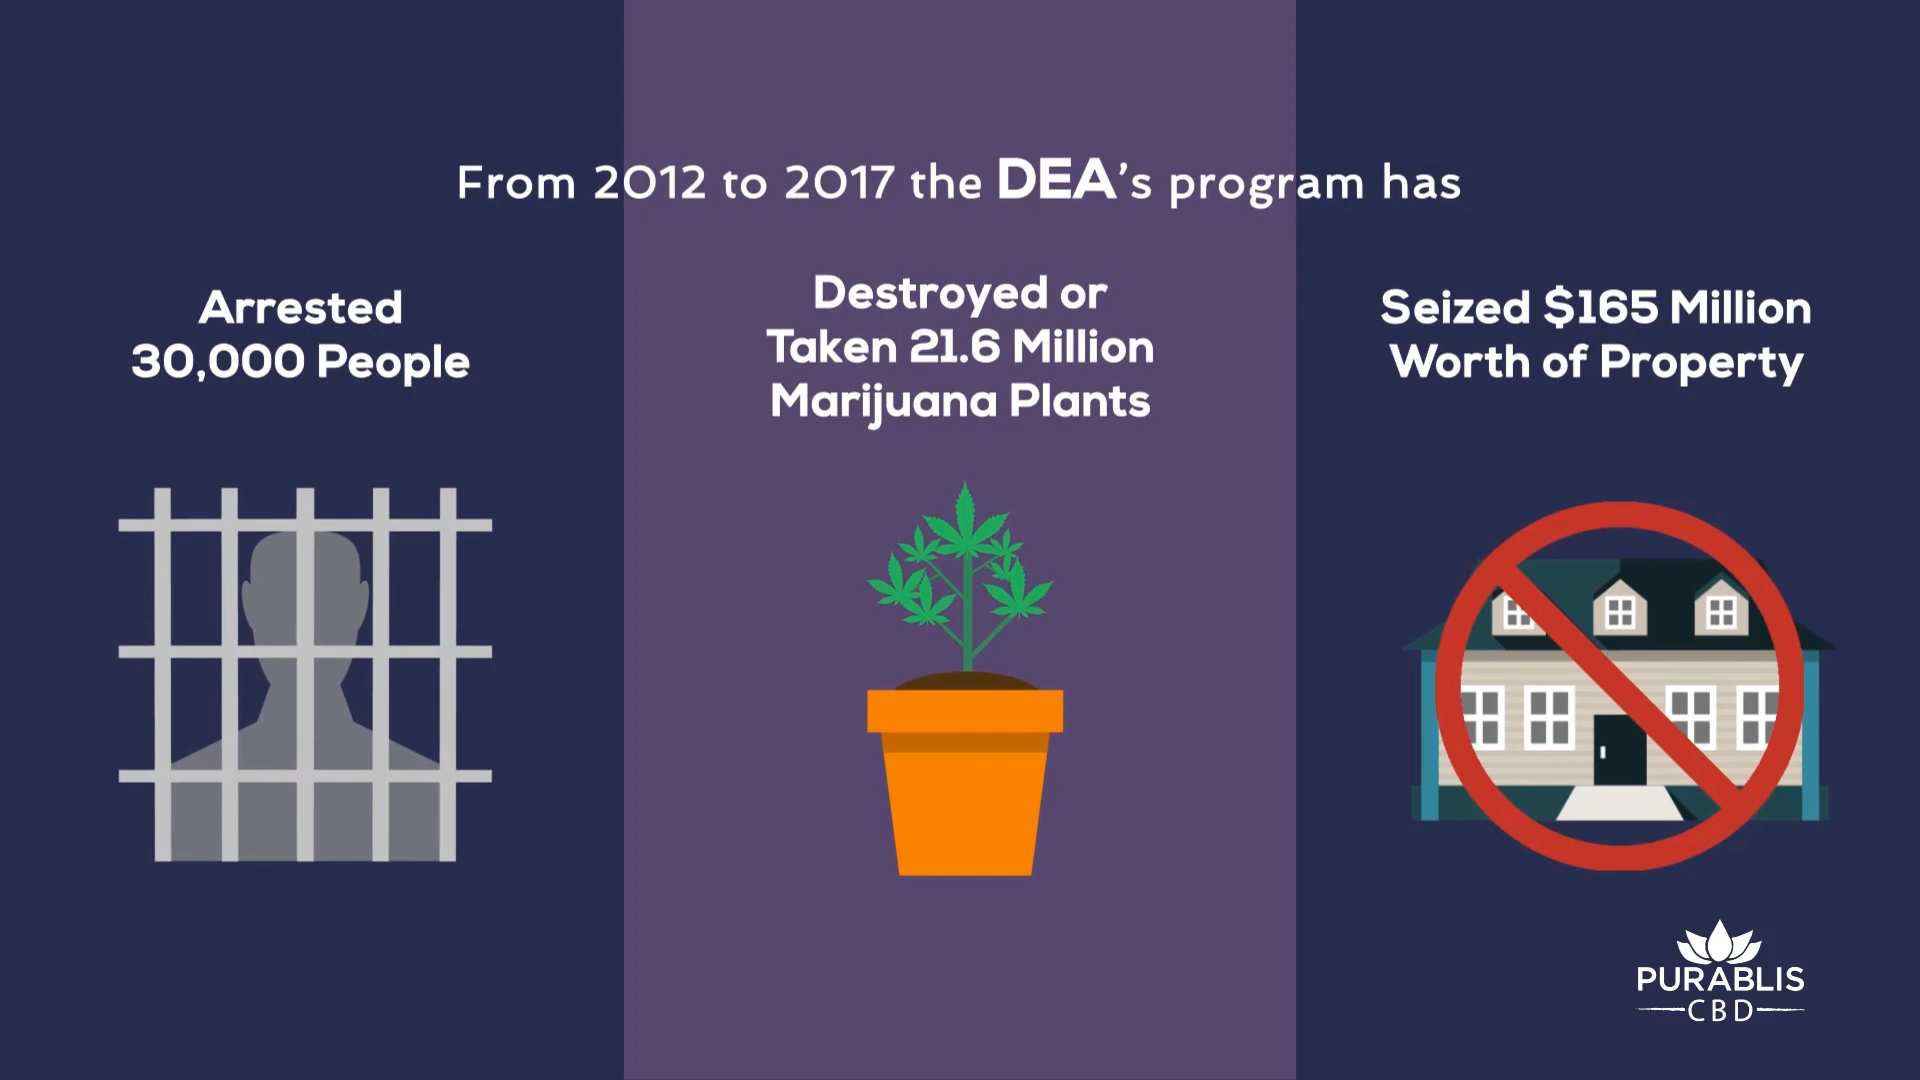 From 2012 to 2017 the DEA's program has
Arrested
30,000 People
Destroyed or
Taken 21.6 Million
Marijuana Plants
Seized $165 Million
Worth of Property
PURABLIS
CBD